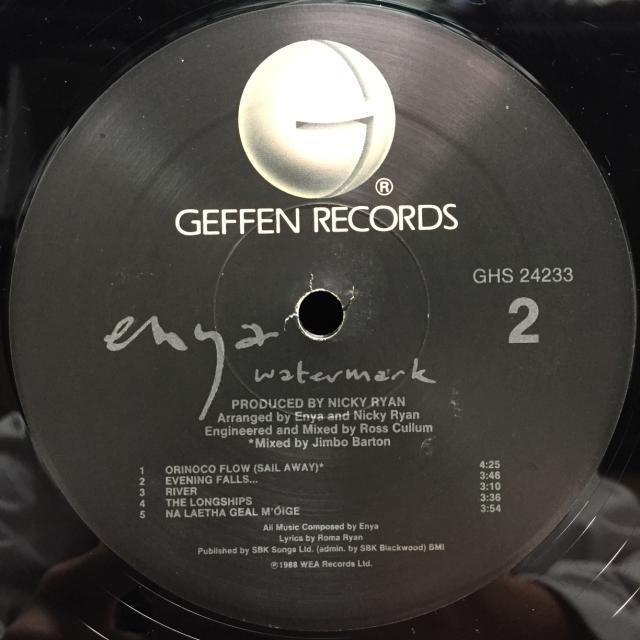 G
®
GEFFEN RECORDS
GHS 24233
2
enya
watermark
PRODUCED BY NICKY RYAN
Arranged by Enya and Nicky Ryan
Engineered and Mixed by Ross Cullum
*Mixed by Jimbo Barton
1 ORINOCO FLOW (SAIL AWAY)* 4:25
2 EVENING FALLS... 3:46
3 RIVER 3:10
4 THE LONGSHIPS 3:36
5 NA LAETHA GEAL M'ÓIGE 3:54
All Music Composed by Enya
Lyrics by Roma Ryan
Published by SBK Songs Ltd. (admin. by SBK Blackwood) BMI
℗1988 WEA Records Ltd.